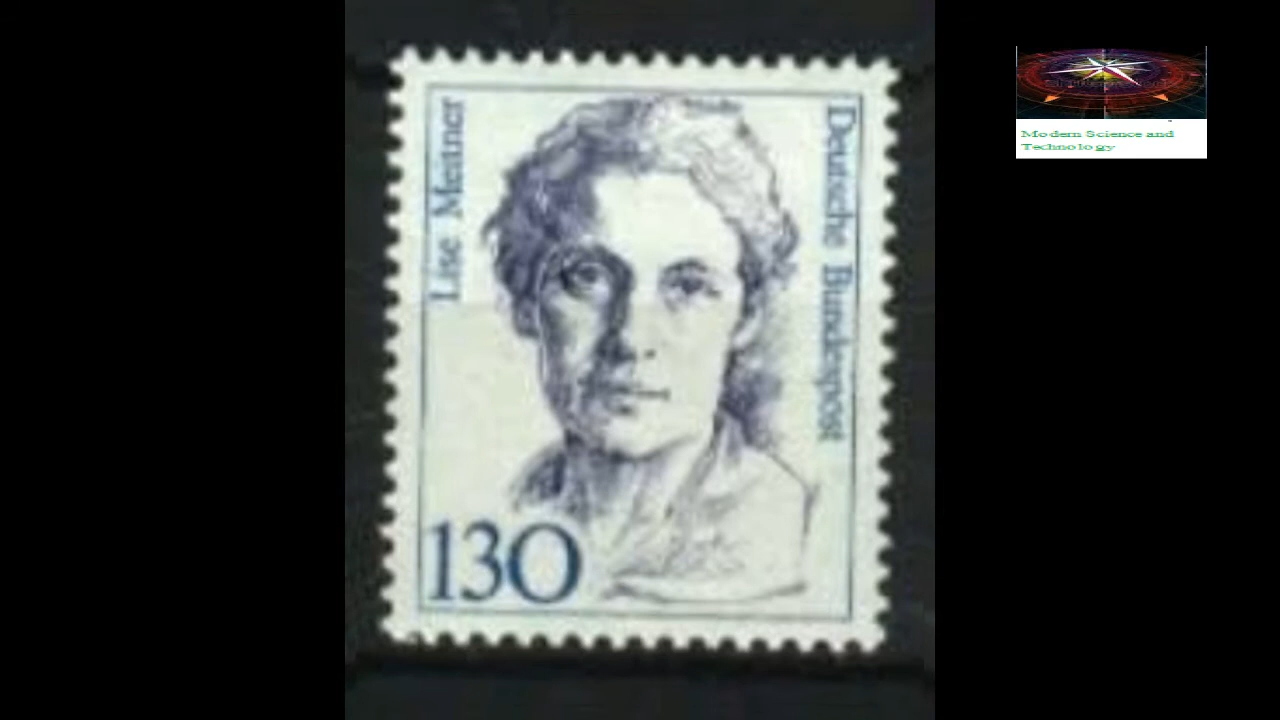 Lise Meitner
Deutsche Bundespost
130
Modern Science and
Technology